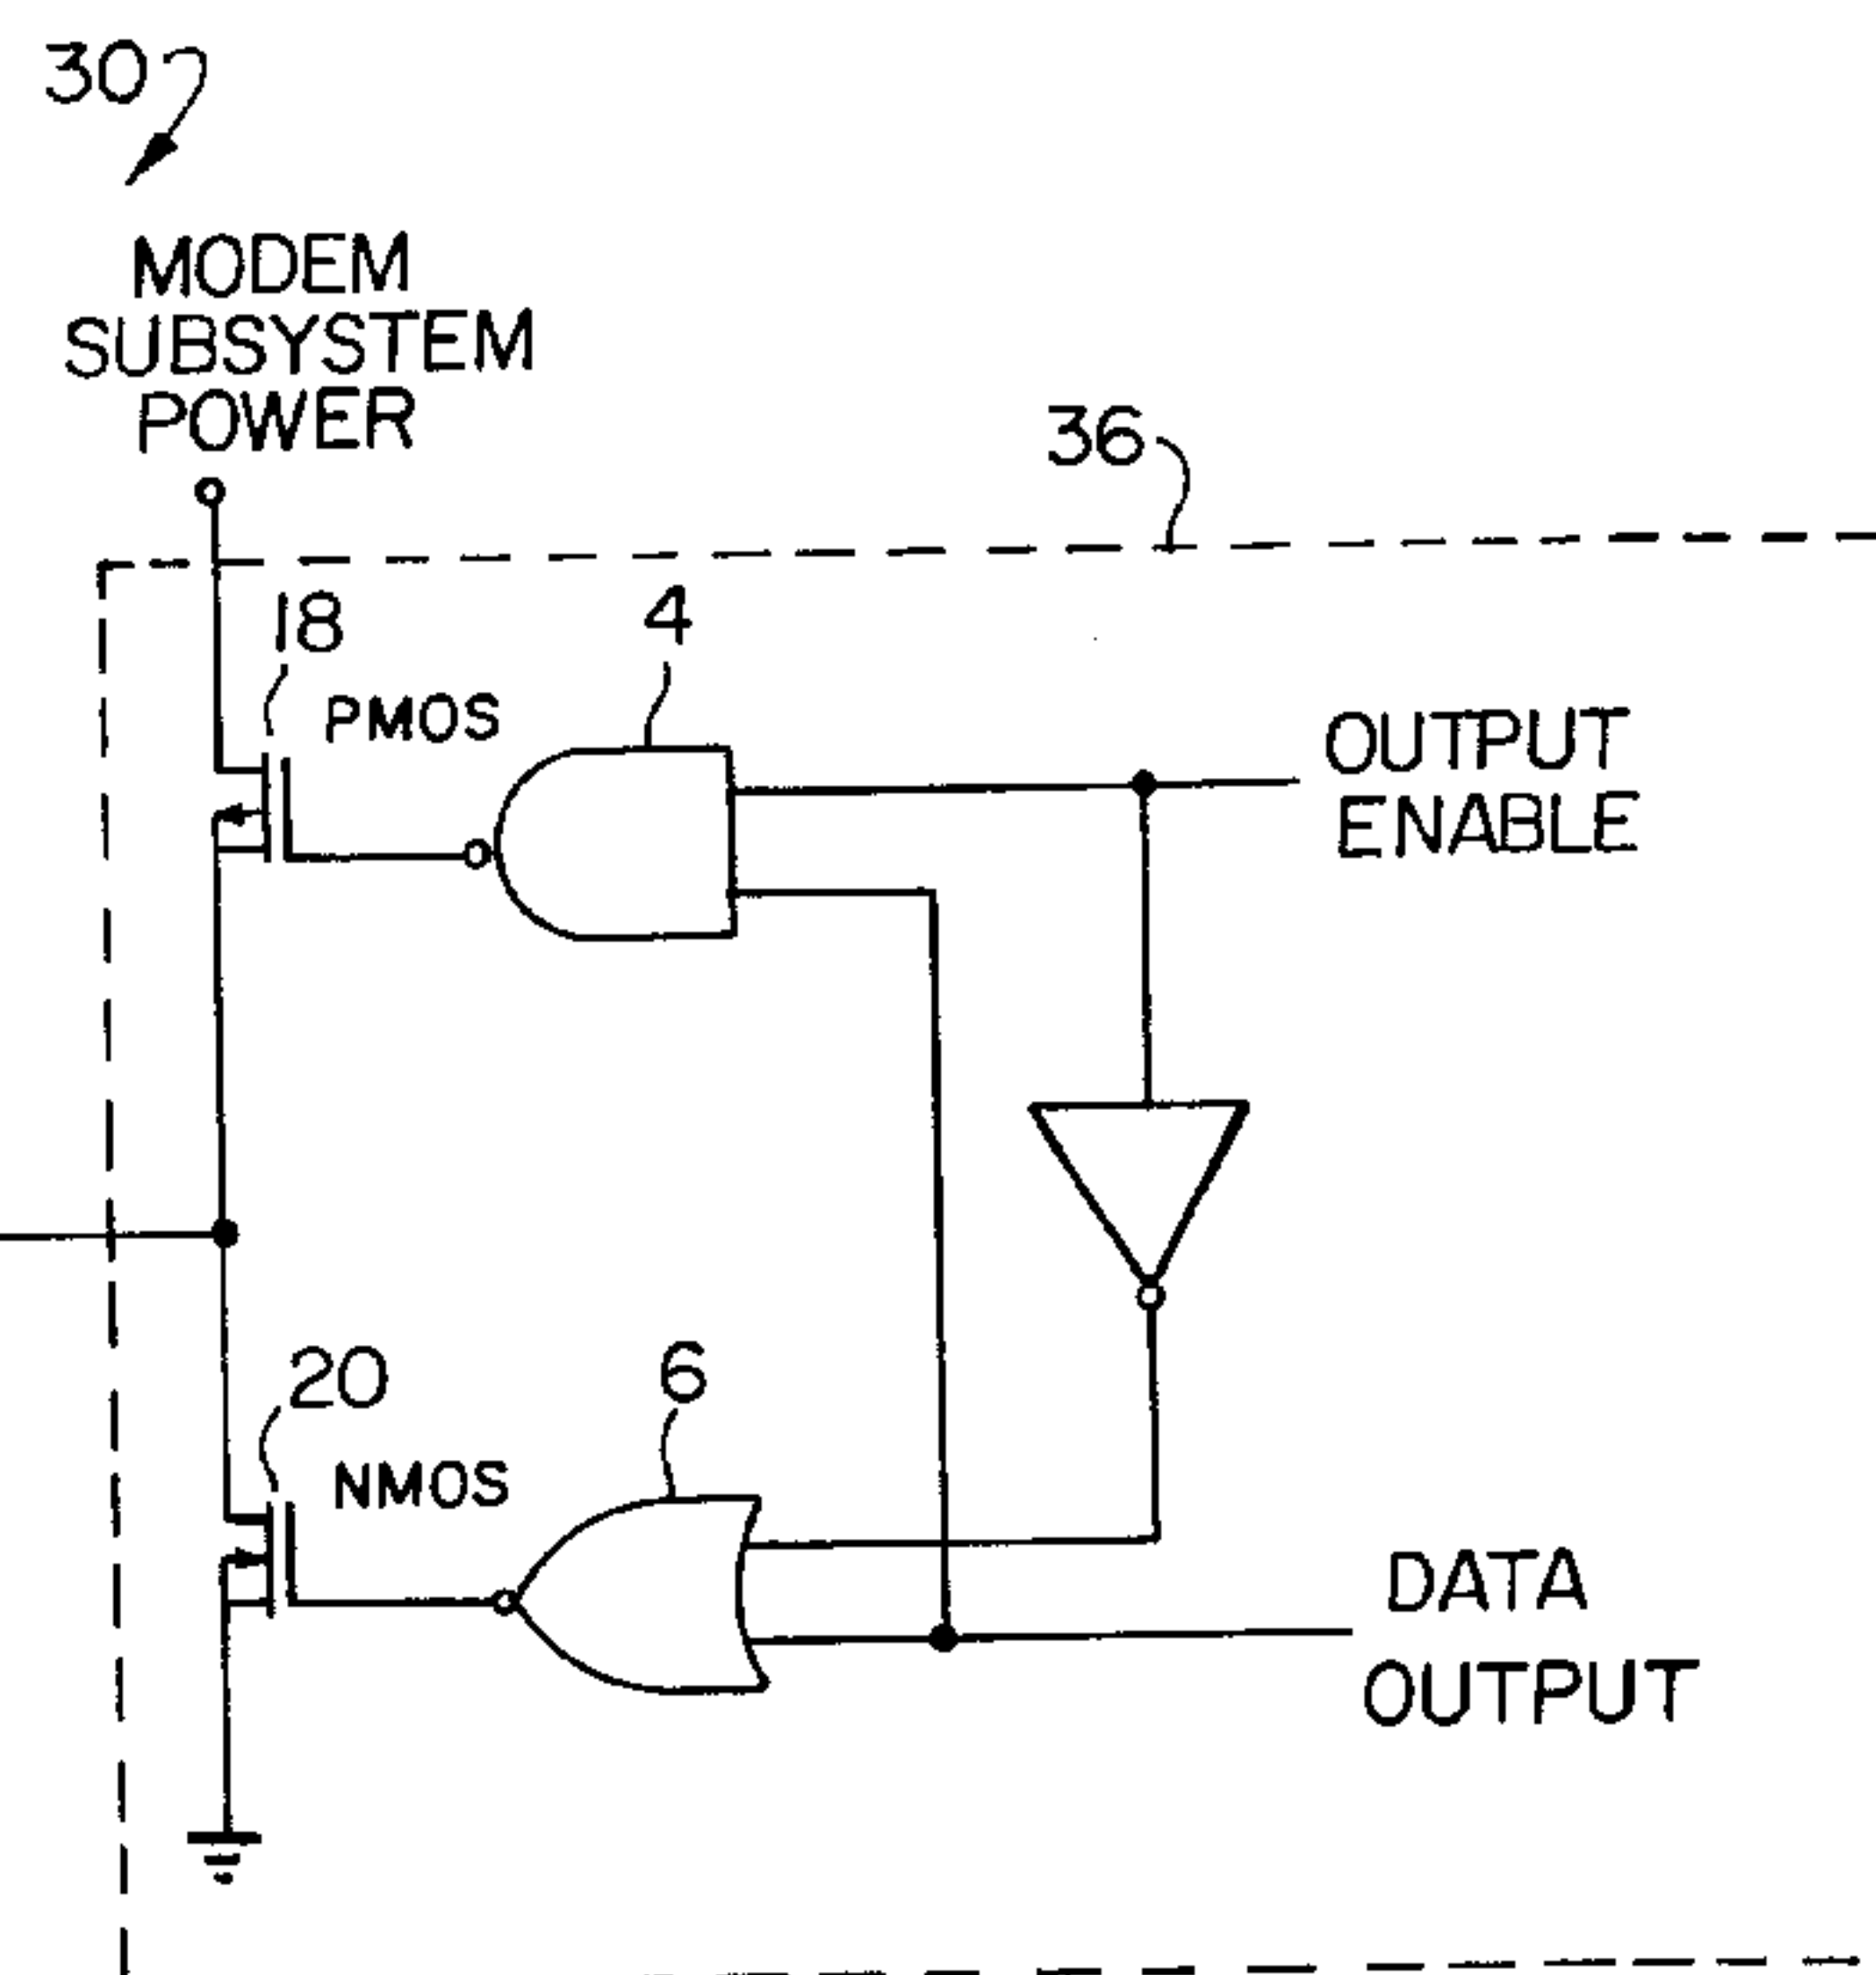 30
MODEM
SUBSYSTEM
POWER
36
18
4
PMOS
OUTPUT
ENABLE
20
6
NMOS
DATA
OUTPUT